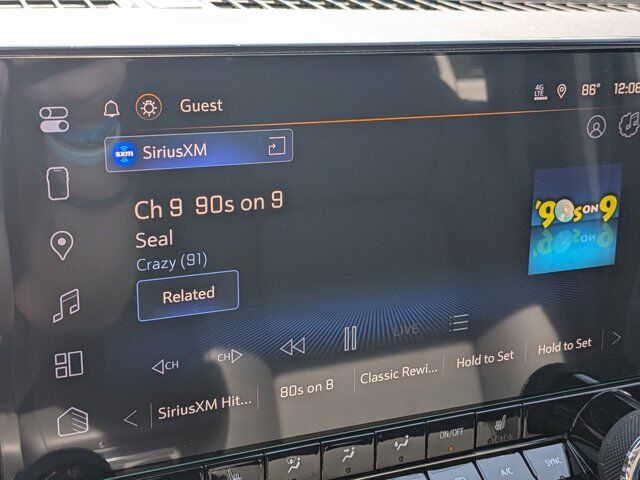 Guest
4G
LTE
86°
12:08
sxm SiriusXM
Ch 9 90s on 9
Seal
Crazy (91)
Related
'90s ON 9
CH
CH
LIVE
SiriusXM Hit...
80s on 8
Classic Rewi...
Hold to Set
Hold to Set
ON/OFF
A/C
SYNC